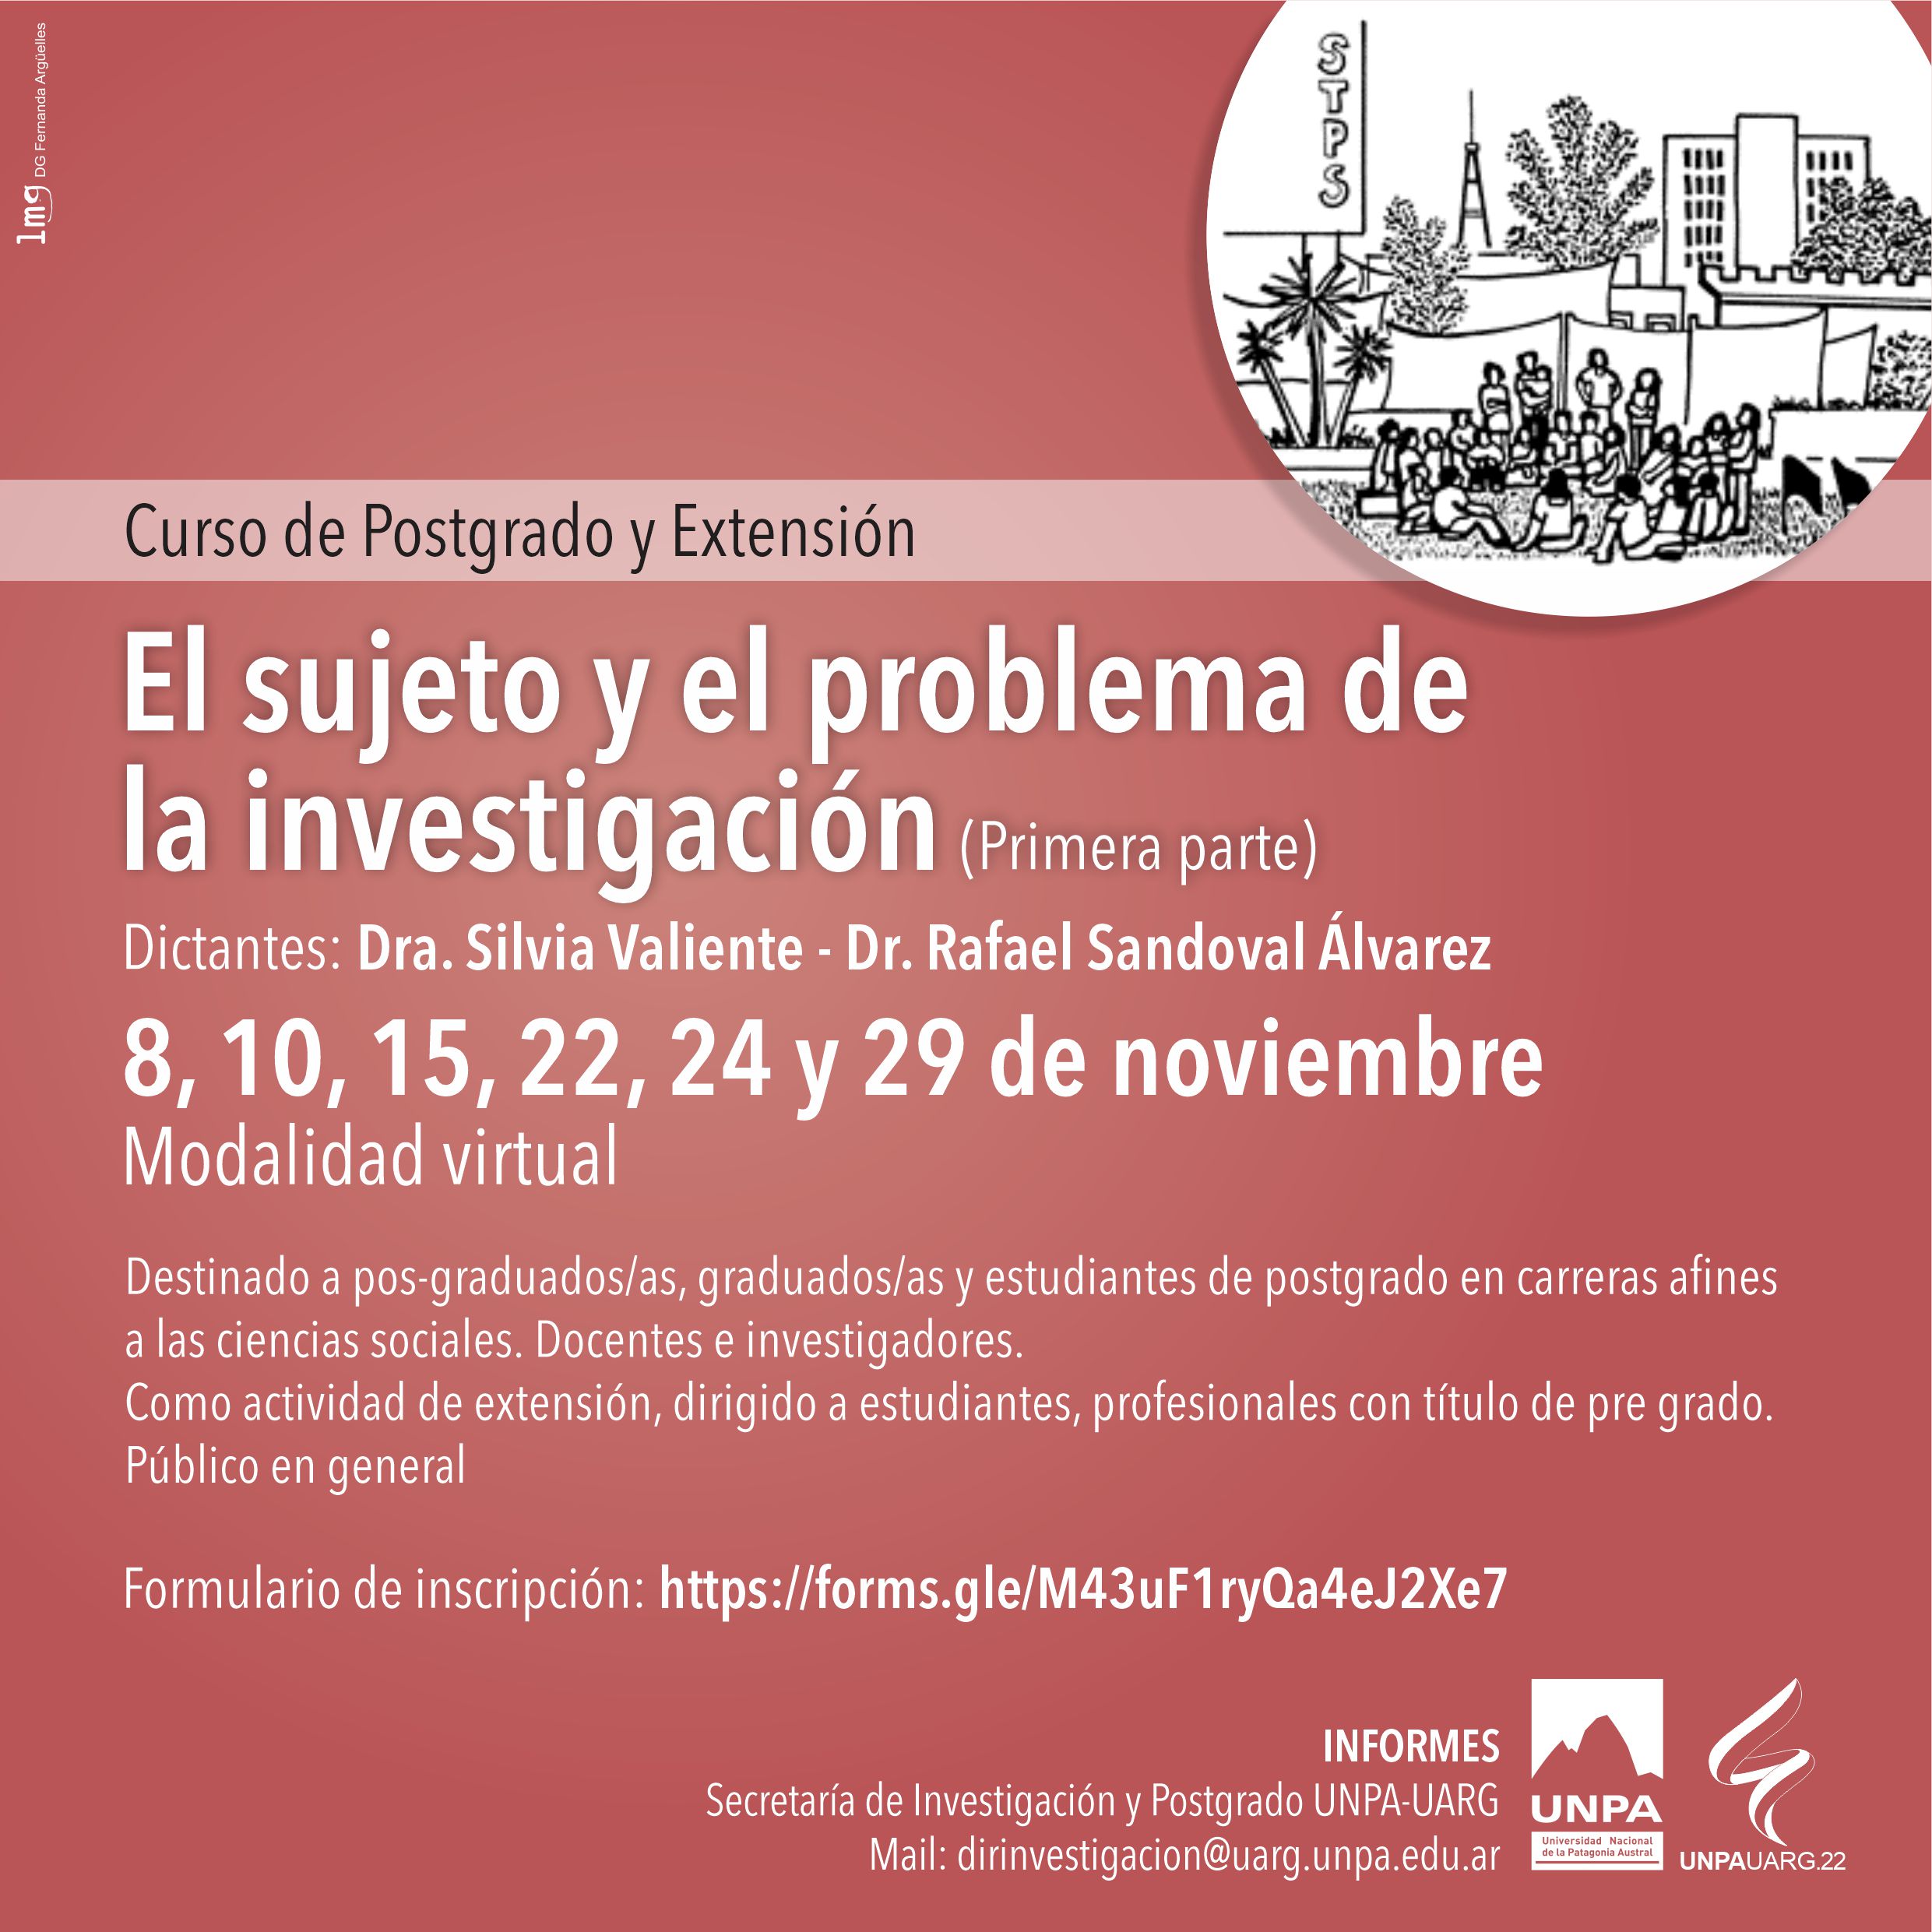 lmg DG Fernanda Argüelles
STPS
Curso de Postgrado y Extensión
El sujeto y el problema de
la investigación (Primera parte)
Dictantes: Dra. Silvia Valiente - Dr. Rafael Sandoval Álvarez
8, 10, 15, 22, 24 y 29 de noviembre
Modalidad virtual
Destinado a pos-graduados/as, graduados/as y estudiantes de postgrado en carreras afines
a las ciencias sociales. Docentes e investigadores.
Como actividad de extensión, dirigido a estudiantes, profesionales con título de pre grado.
Público en general
Formulario de inscripción: https://forms.gle/M43uF1ryQa4eJ2Xe7
INFORMES
Secretaría de Investigación y Postgrado UNPA-UARG
Mail: dirinvestigacion@uarg.unpa.edu.ar
UNPA
Universidad Nacional
de la Patagonia Austral
UNPAUARG.22